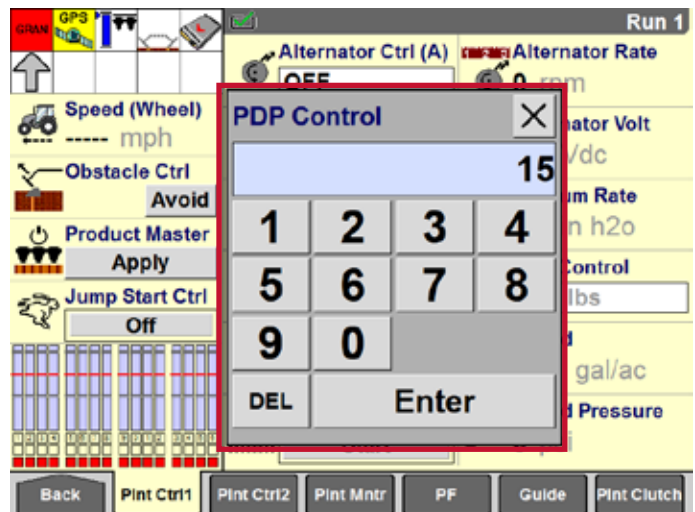 GRAN GPS
Run 1
Alternator Ctrl (A)
OFF
Alternator Rate
0 rpm
Speed (Wheel)
----- mph
Obstacle Ctrl
Avoid
Product Master
Apply
Jump Start Ctrl
Off
PDP Control
15
1 2 3 4
5 6 7 8
9 0
DEL Enter
Volt
Rate
h2o
Control
lbs
gal/ac
Pressure
Back Plnt Ctrl1 Plnt Ctrl2 Plnt Mntr PF Guide Plnt Clutch